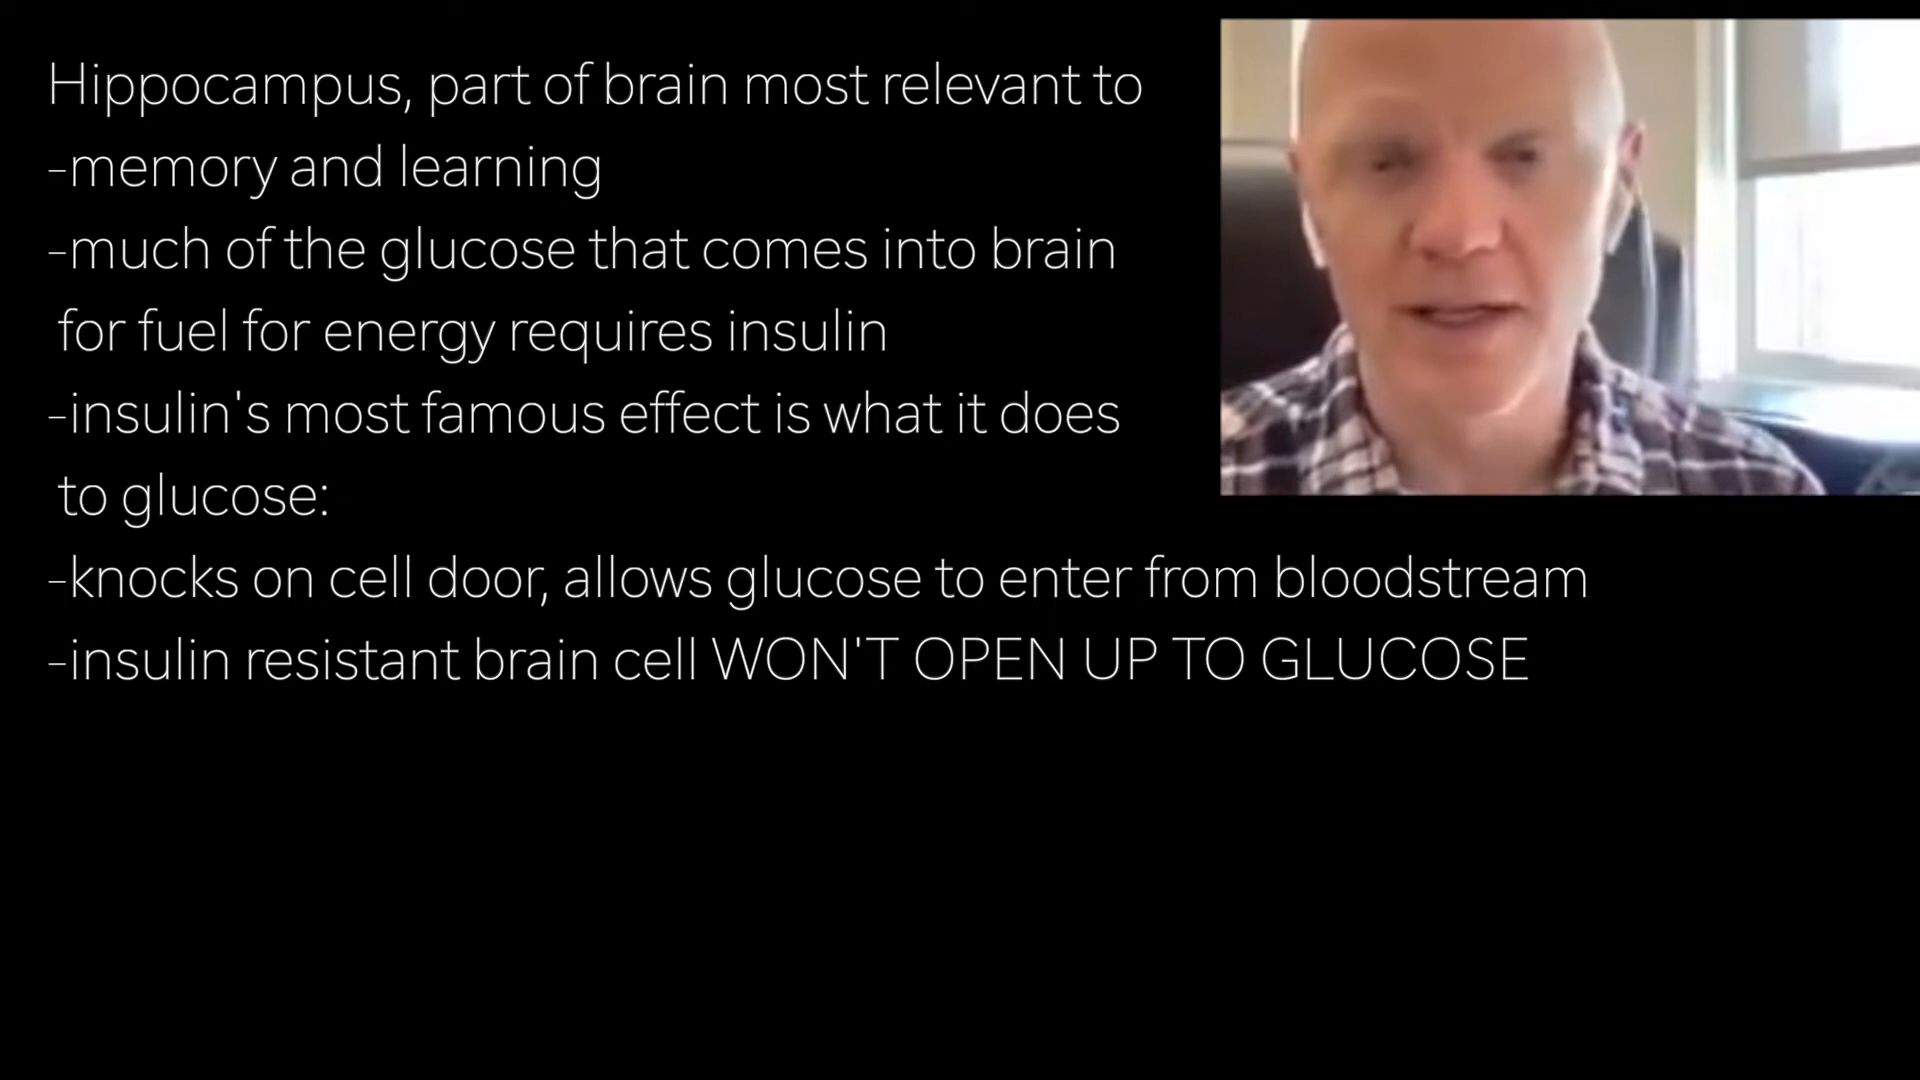 Hippocampus, part of brain most relevant to
-memory and learning
-much of the glucose that comes into brain
for fuel for energy requires insulin
-insulin's most famous effect is what it does
to glucose:
-knocks on cell door, allows glucose to enter from bloodstream
-insulin resistant brain cell WON'T OPEN UP TO GLUCOSE